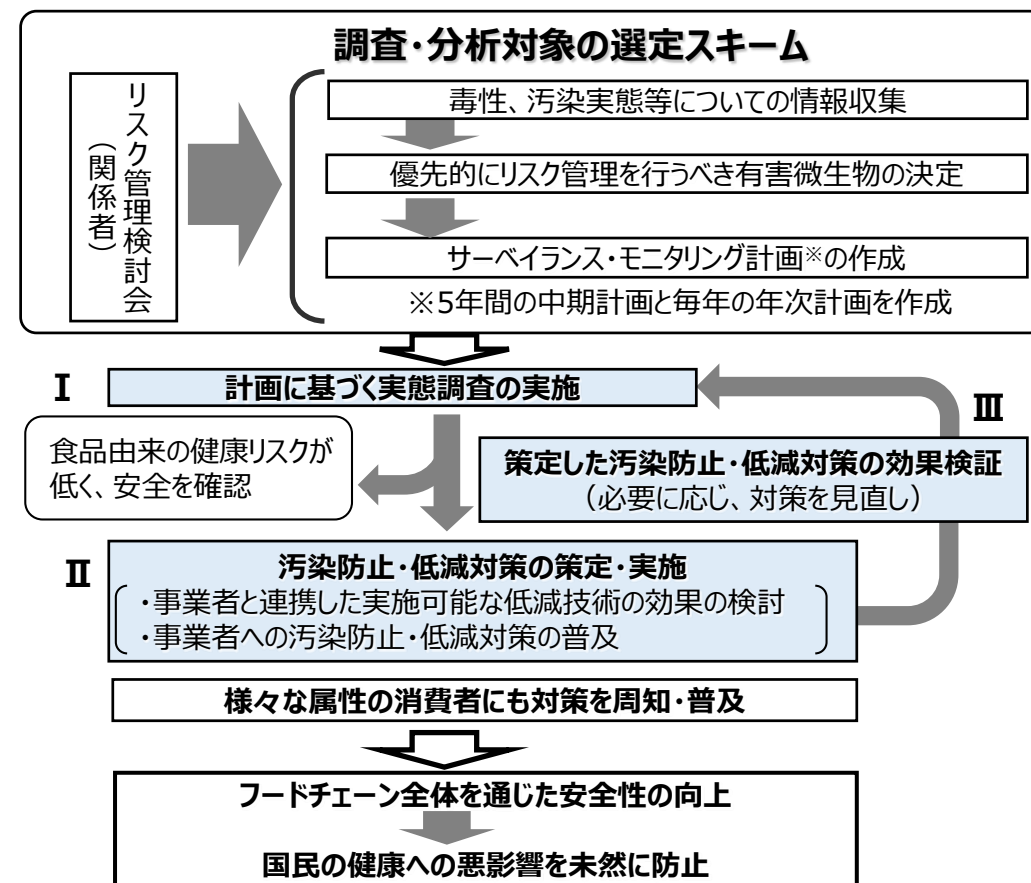 調査・分析対象の選定スキーム
リスク管理検討会
（関係者）
毒性、汚染実態等についての情報収集
優先的にリスク管理を行うべき有害微生物の決定
サーベイランス・モニタリング計画※の作成
※5年間の中期計画と毎年の年次計画を作成
Ⅰ
計画に基づく実態調査の実施
Ⅲ
食品由来の健康リスクが
低く、安全を確認
策定した汚染防止・低減対策の効果検証
（必要に応じ、対策を見直し）
Ⅱ
汚染防止・低減対策の策定・実施
・事業者と連携した実施可能な低減技術の効果の検討
・事業者への汚染防止・低減対策の普及
様々な属性の消費者にも対策を周知・普及
フードチェーン全体を通じた安全性の向上
国民の健康への悪影響を未然に防止